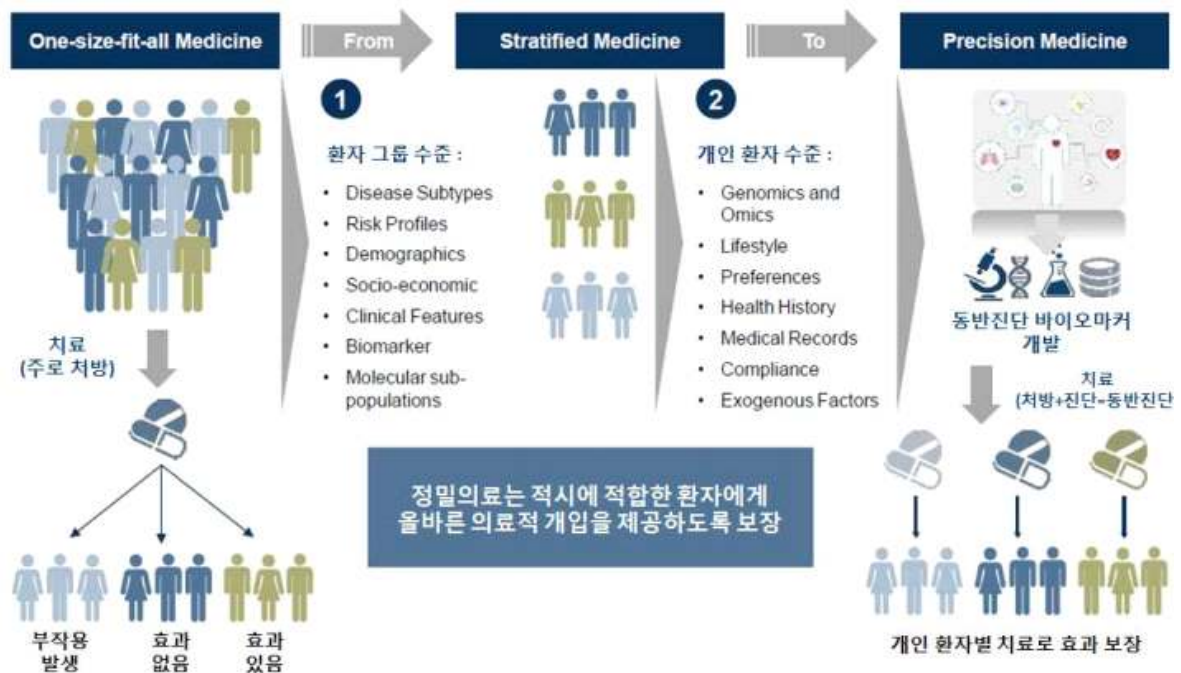 One-size-fit-all Medicine
From
Stratified Medicine
To
Precision Medicine
1
환자 그룹 수준 :
• Disease Subtypes
• Risk Profiles
• Demographics
• Socio-economic
• Clinical Features
• Biomarker
• Molecular sub-
populations
2
개인 환자 수준 :
• Genomics and
Omics
• Lifestyle
• Preferences
• Health History
• Medical Records
• Compliance
• Exogenous Factors
동반진단 바이오마커
개발
치료
(주로 처방)
치료
(처방+진단=동반진단
정밀의료는 적시에 적합한 환자에게
올바른 의료적 개입을 제공하도록 보장
부작용
발생
효과
없음
효과
있음
개인 환자별 치료로 효과 보장